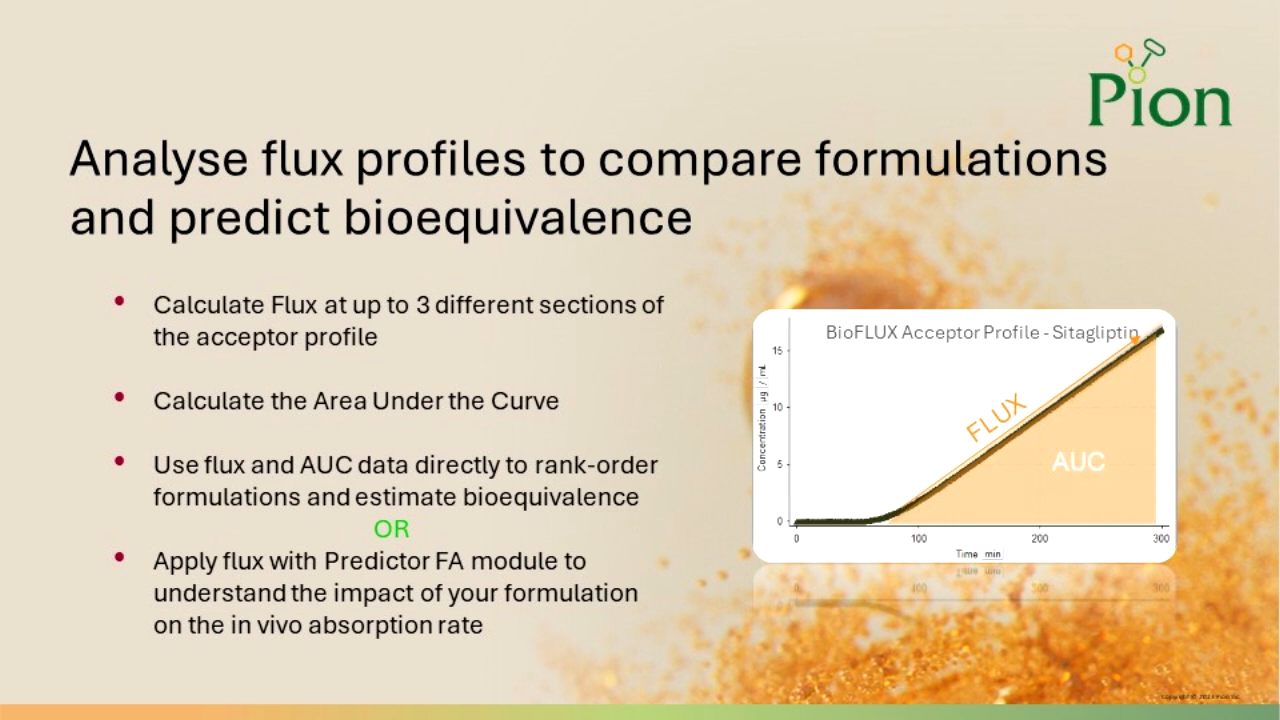 Pion
Analyse flux profiles to compare formulations
and predict bioequivalence
• Calculate Flux at up to 3 different sections of
the acceptor profile
• Calculate the Area Under the Curve
• Use flux and AUC data directly to rank-order
formulations and estimate bioequivalence
OR
• Apply flux with Predictor FA module to
understand the impact of your formulation
on the in vivo absorption rate
BioFLUX Acceptor Profile - Sitagliptin
Concentration µg / mL
15
10
5
0
FLUX
AUC
0 100 200 300
Time min